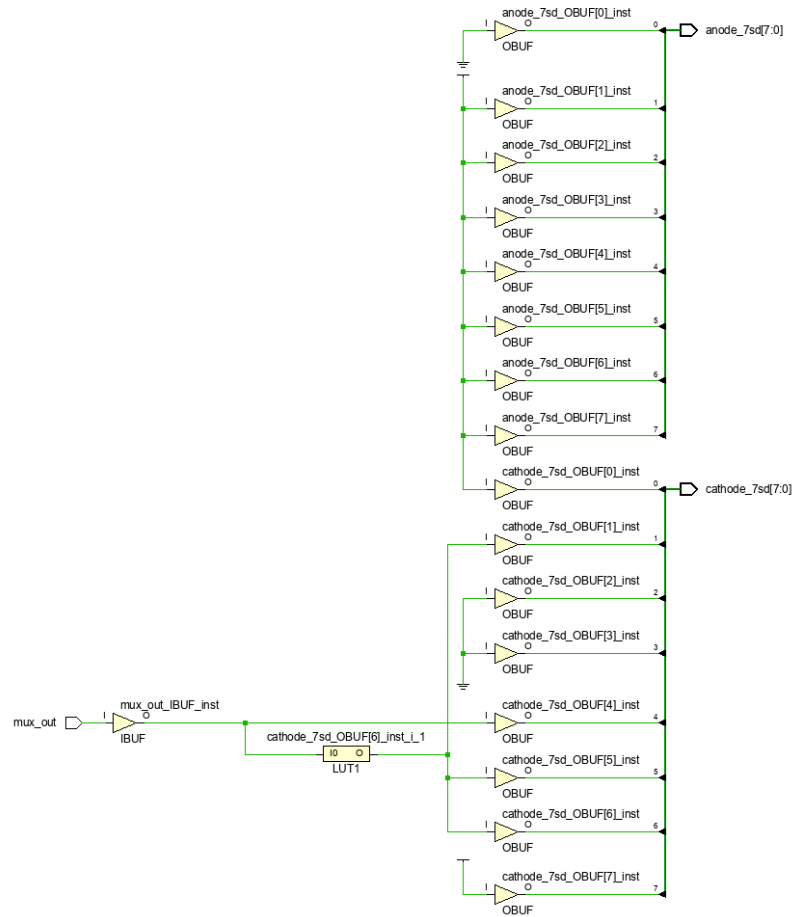 anode_7sd_OBUF[0]_inst
I O 0 anode_7sd[7:0]
OBUF
anode_7sd_OBUF[1]_inst
I O 1
OBUF
anode_7sd_OBUF[2]_inst
I O 2
OBUF
anode_7sd_OBUF[3]_inst
I O 3
OBUF
anode_7sd_OBUF[4]_inst
I O 4
OBUF
anode_7sd_OBUF[5]_inst
I O 5
OBUF
anode_7sd_OBUF[6]_inst
I O 6
OBUF
anode_7sd_OBUF[7]_inst
I O 7
OBUF
cathode_7sd_OBUF[0]_inst
I O 0 cathode_7sd[7:0]
OBUF
cathode_7sd_OBUF[1]_inst
I O 1
OBUF
cathode_7sd_OBUF[2]_inst
I O 2
OBUF
cathode_7sd_OBUF[3]_inst
I O 3
OBUF
mux_out_IBUF_inst
mux_out I O
IBUF
cathode_7sd_OBUF[6]_inst_i_1
I0 O
LUT1
cathode_7sd_OBUF[4]_inst
I O 4
OBUF
cathode_7sd_OBUF[5]_inst
I O 5
OBUF
cathode_7sd_OBUF[6]_inst
I O 6
OBUF
cathode_7sd_OBUF[7]_inst
I O 7
OBUF